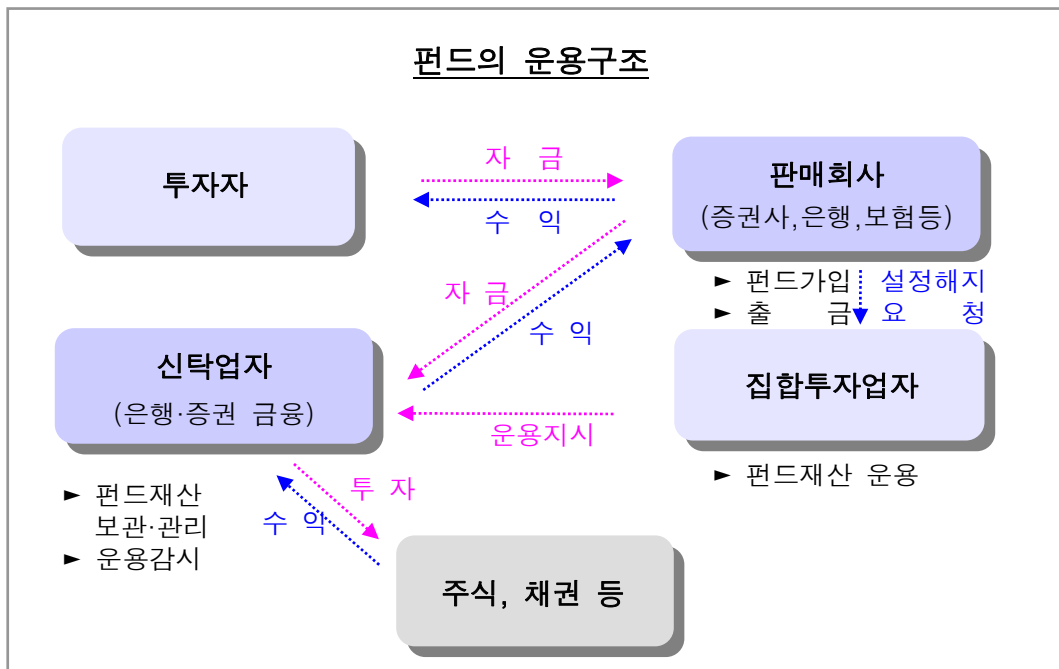 펀드의 운용구조
투자자
자 금
수 익
판매회사
(증권사,은행,보험등)
► 펀드가입
► 출 금
설정해지
요 청
자 금
수 익
신탁업자
(은행·증권 금융)
집합투자업자
운용지시
► 펀드재산 운용
► 펀드재산
보관·관리
► 운용감시
투 자
수 익
주식, 채권 등